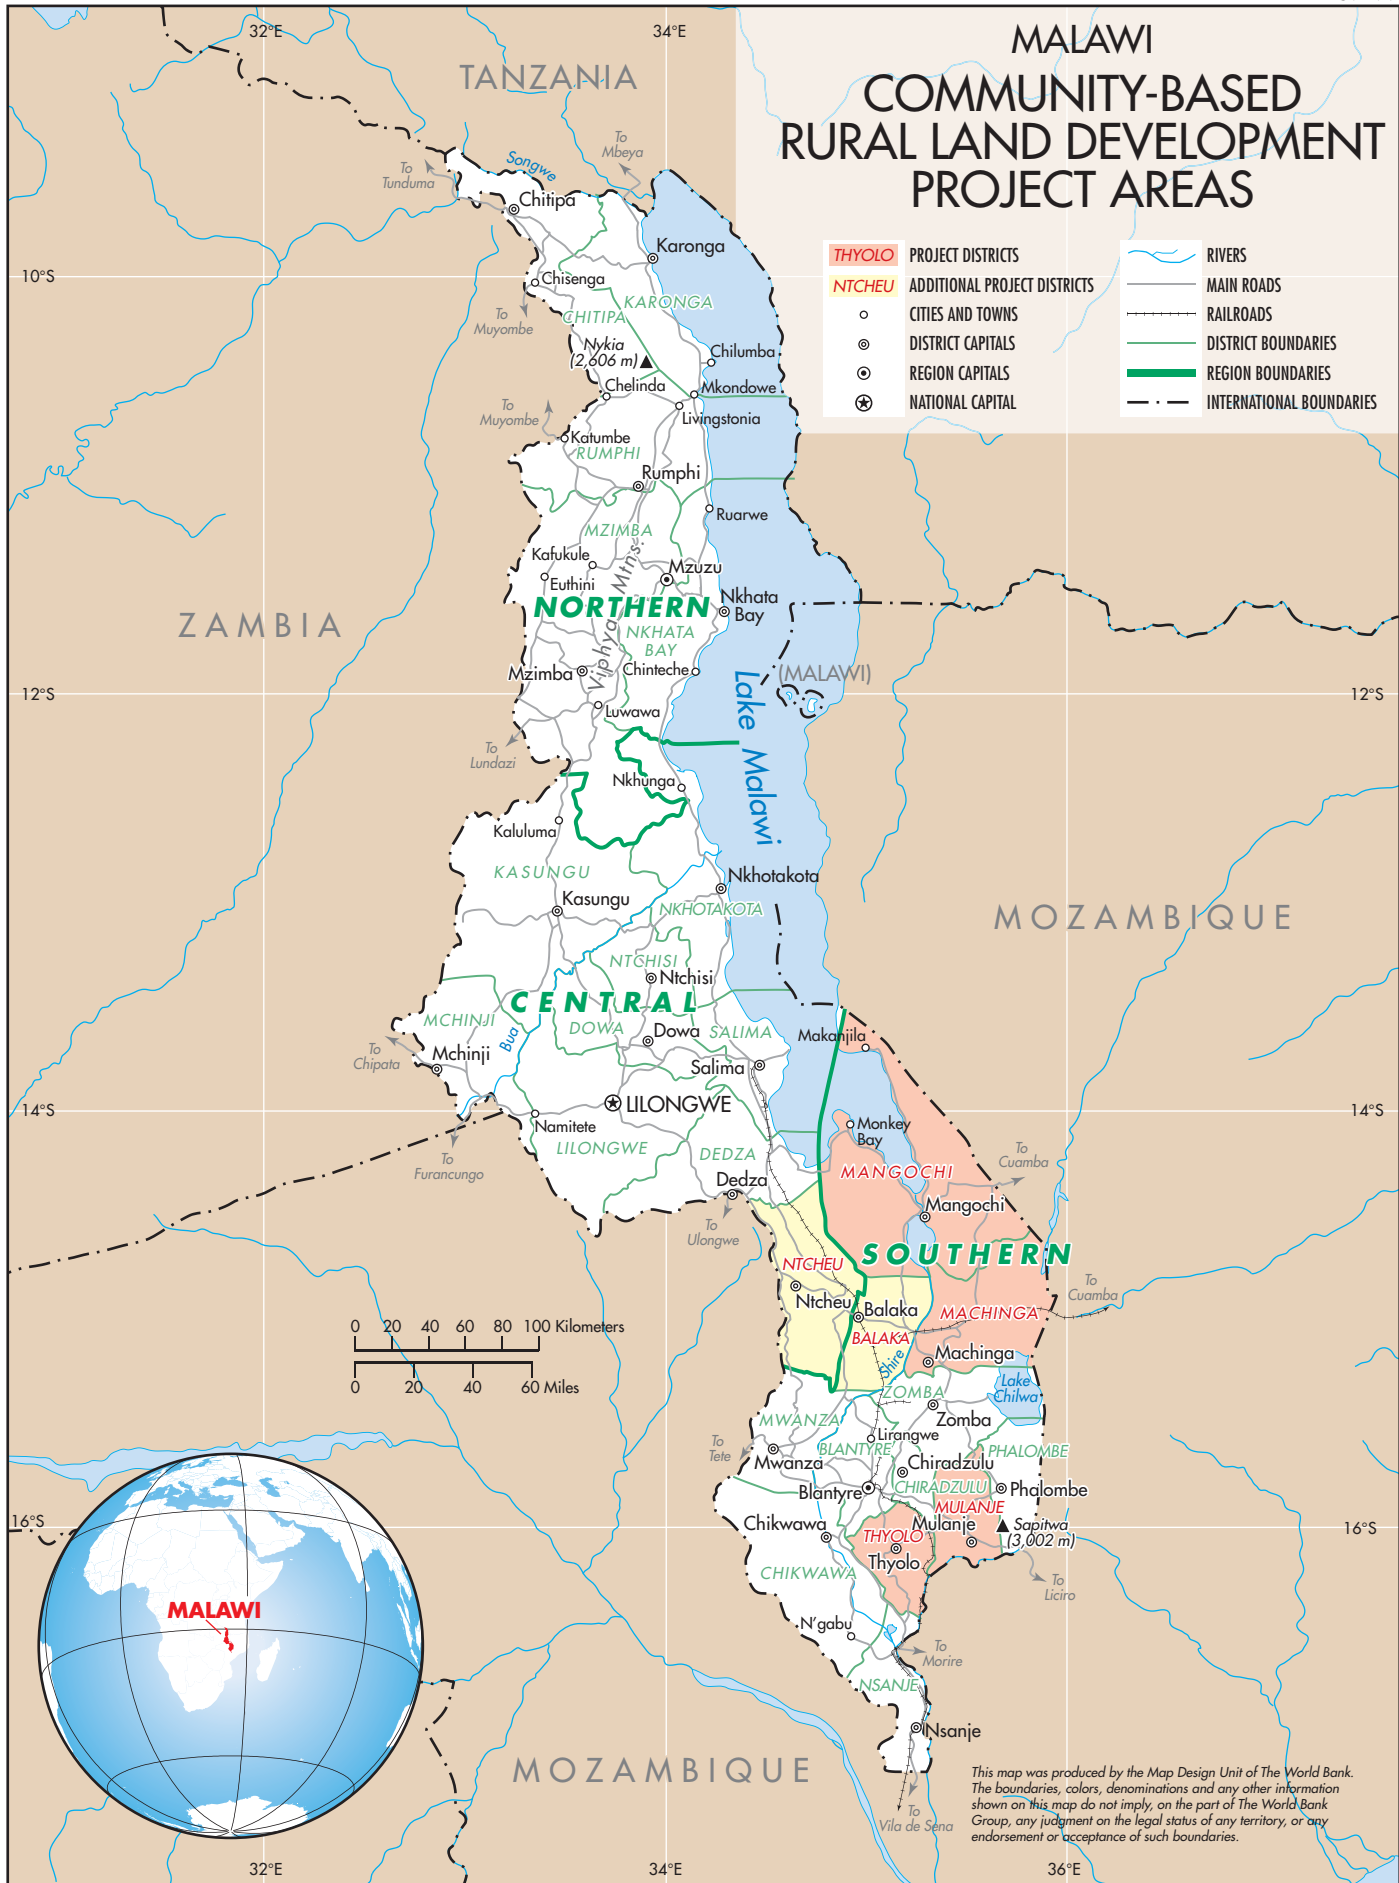 MALAWI
COMMUNITY-BASED
RURAL LAND DEVELOPMENT
PROJECT AREAS
THYOLO PROJECT DISTRICTS
NTCHEU ADDITIONAL PROJECT DISTRICTS
CITIES AND TOWNS
DISTRICT CAPITALS
REGION CAPITALS
NATIONAL CAPITAL
RIVERS
MAIN ROADS
RAILROADS
DISTRICT BOUNDARIES
REGION BOUNDARIES
INTERNATIONAL BOUNDARIES
32°E
34°E
TANZANIA
To
Mbeya
To
Tunduma
Songwe
Chitipa
Karonga
10°S
Chisenga
KARONGA
CHITIPA
To
Muyombe
Nykia
(2,606 m)
Chilumba
Chelinda
Mkondowe
To
Muyombe
Livingstonia
Katumbe
RUMPHI
Rumphi
Ruarwe
MZIMBA
Kafukule
Mzuzu
Euthini
Viphya Mtns.
Nkhata
Bay
NORTHERN
ZAMBIA
NKHATA
BAY
Mzimba
Chinteche
(MALAWI)
12°S
12°S
Lake Malawi
Luwawa
To
Lundazi
Nkhunga
Kaluluma
KASUNGU
Nkhotakota
Kasungu
NKHOTAKOTA
MOZAMBIQUE
NTCHISI
Ntchisi
CENTRAL
MCHINJI
DOWA
Dowa
SALIMA
Bua
Makanjila
To
Chipata
Mchinji
Salima
14°S
14°S
LILONGWE
Namitete
Monkey
Bay
LILONGWE
DEDZA
To
Furancungo
MANGOCHI
To
Cuamba
Dedza
Mangochi
To
Ulongwe
SOUTHERN
NTCHEU
Ntcheu
Balaka
To
Cuamba
MACHINGA
BALAKA
Machinga
Shire
0 20 40 60 80 100 Kilometers
0 20 40 60 Miles
Lake
Chilwa
ZOMBA
Zomba
MWANZA
Lirangwe
To
Tete
BLANTYRE
PHALOMBE
Mwanza
Chiradzulu
CHIRADZULU
Blantyre
Phalombe
MULANJE
16°S
16°S
Chikwawa
THYOLO
Mulanje
Sapitwa
(3,002 m)
Thyolo
CHIKWAWA
To
Liciro
MALAWI
N'gabu
To
Morire
NSANJE
Nsanje
MOZAMBIQUE
To
Vila de Sena
This map was produced by the Map Design Unit of The World Bank.
The boundaries, colors, denominations and any other information
shown on this map do not imply, on the part of The World Bank
Group, any judgment on the legal status of any territory, or any
endorsement or acceptance of such boundaries.
32°E
34°E
36°E